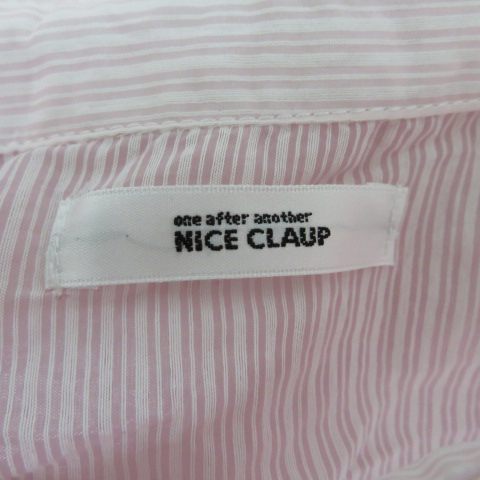 one after another
NICE CLAUP